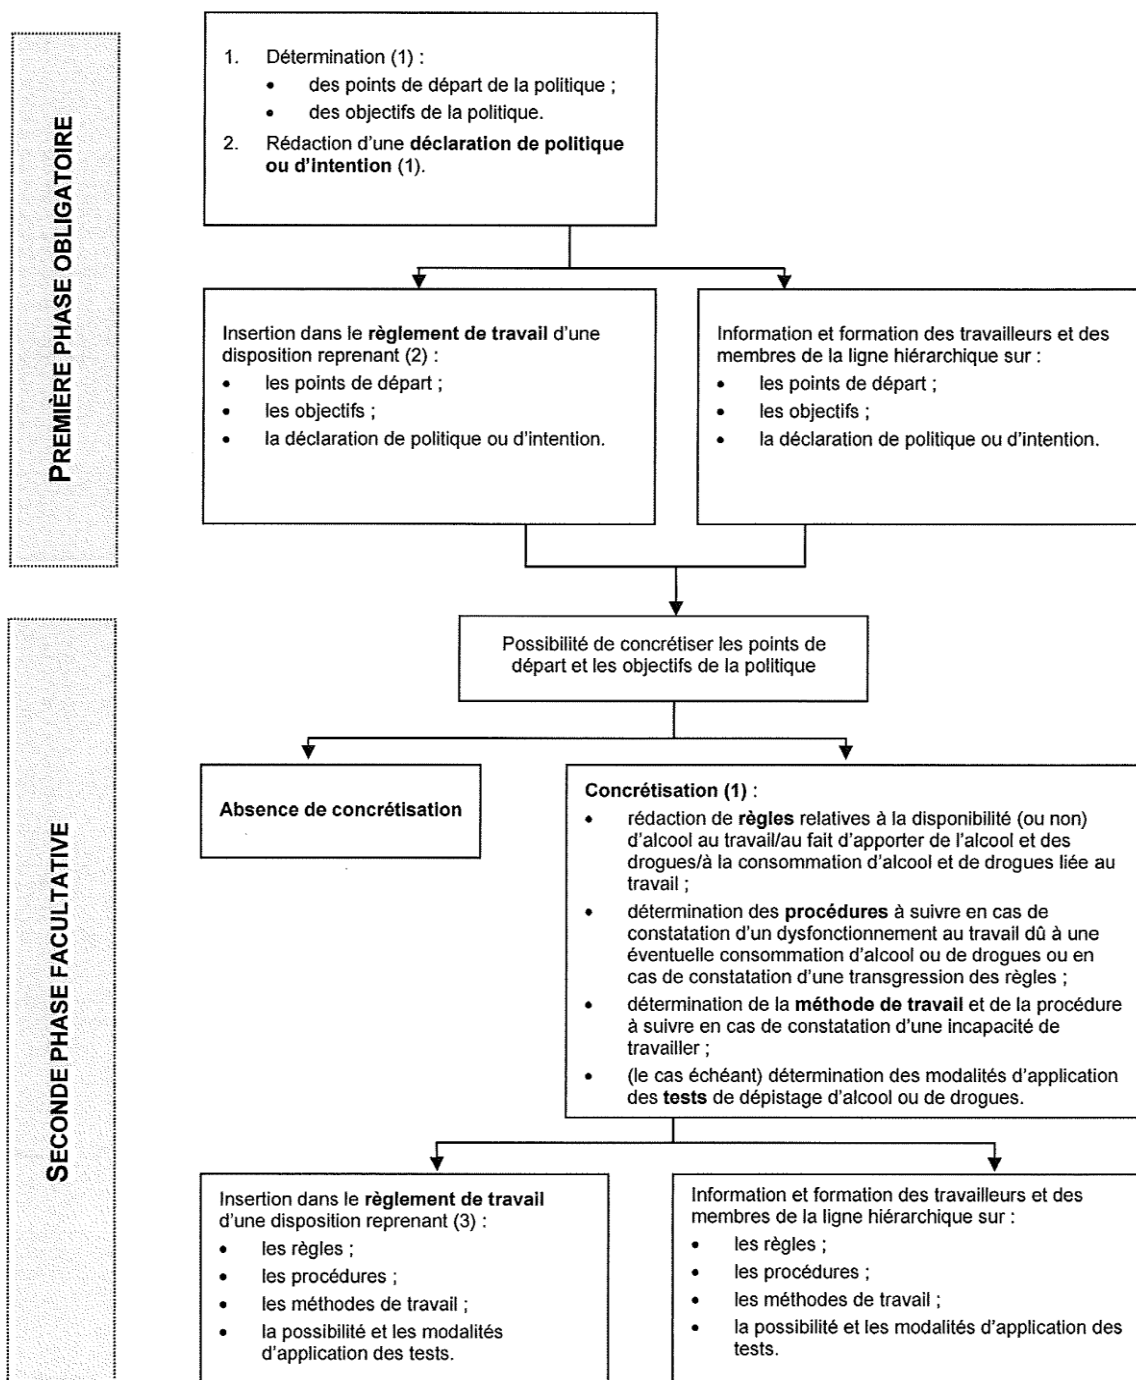 PREMIÈRE PHASE OBLIGATOIRE
1. Détermination (1) :
• des points de départ de la politique ;
• des objectifs de la politique.
2. Rédaction d'une déclaration de politique
ou d'intention (1).
Insertion dans le règlement de travail d'une
disposition reprenant (2) :
• les points de départ ;
• les objectifs ;
• la déclaration de politique ou d'intention.
Information et formation des travailleurs et des
membres de la ligne hiérarchique sur :
• les points de départ ;
• les objectifs ;
• la déclaration de politique ou d'intention.
SECONDE PHASE FACULTATIVE
Possibilité de concrétiser les points de
départ et les objectifs de la politique
Absence de concrétisation
Concrétisation (1) :
• rédaction de règles relatives à la disponibilité (ou non)
d'alcool au travail/au fait d'apporter de l'alcool et des
drogues/à la consommation d'alcool et de drogues liée au
travail ;
• détermination des procédures à suivre en cas de
constatation d'un dysfonctionnement au travail dû à une
éventuelle consommation d'alcool ou de drogues ou en
cas de constatation d'une transgression des règles ;
• détermination de la méthode de travail et de la procédure
à suivre en cas de constatation d'une incapacité de
travailler ;
• (le cas échéant) détermination des modalités d'application
des tests de dépistage d'alcool ou de drogues.
Insertion dans le règlement de travail
d'une disposition reprenant (3) :
• les règles ;
• les procédures ;
• les méthodes de travail ;
• la possibilité et les modalités
d'application des tests.
Information et formation des travailleurs et des
membres de la ligne hiérarchique sur :
• les règles ;
• les procédures ;
• les méthodes de travail ;
• la possibilité et les modalités d'application des
tests.